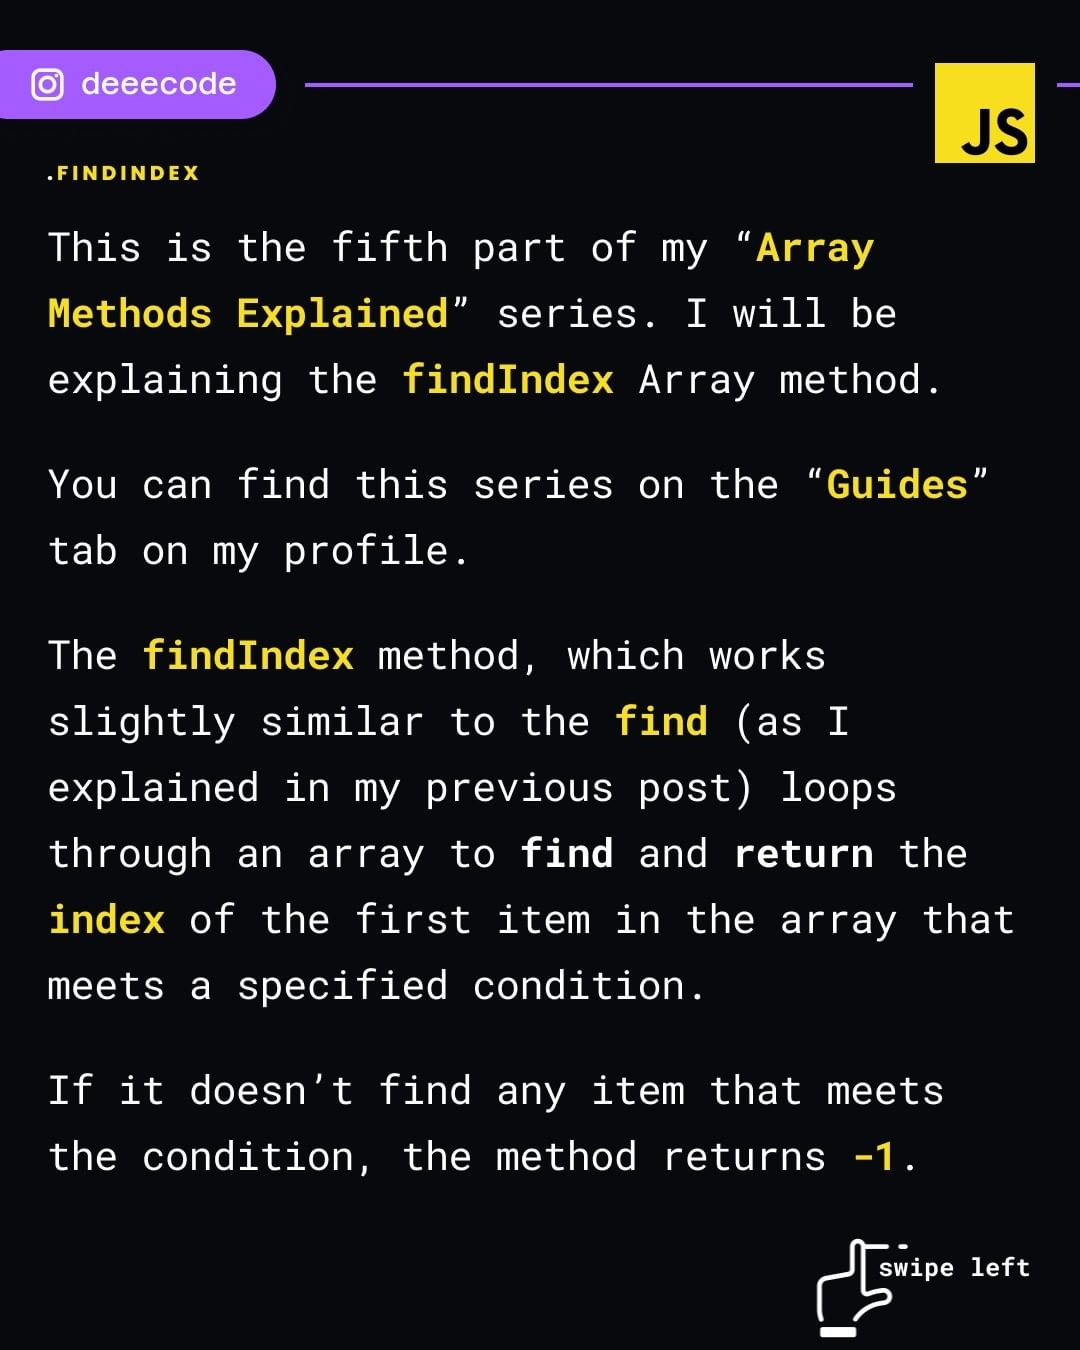 deeecode
JS
.FINDINDEX
This is the fifth part of my “Array
Methods Explained” series. I will be
explaining the findIndex Array method.
You can find this series on the “Guides”
tab on my profile.
The findIndex method, which works
slightly similar to the find (as I
explained in my previous post) loops
through an array to find and return the
index of the first item in the array that
meets a specified condition.
If it doesn’t find any item that meets
the condition, the method returns -1.
swipe left